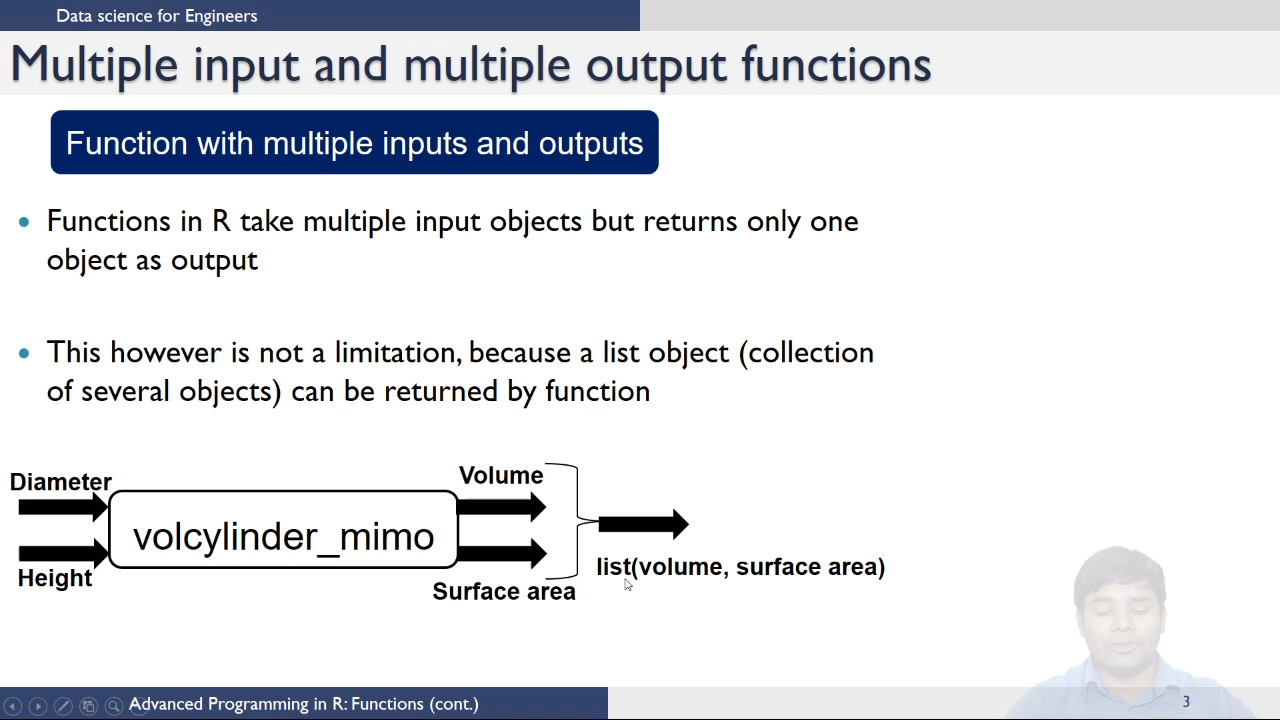 Data science for Engineers
Multiple input and multiple output functions
Function with multiple inputs and outputs
• Functions in R take multiple input objects but returns only one
object as output
• This however is not a limitation, because a list object (collection
of several objects) can be returned by function
Diameter
Height
volcylinder_mimo
Volume
Surface area
list(volume, surface area)
Advanced Programming in R: Functions (cont.)
3